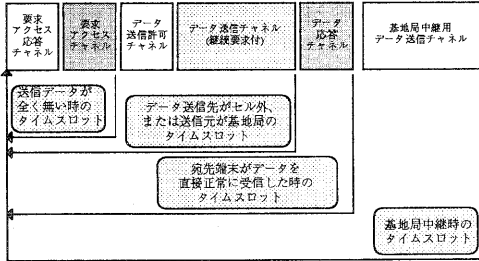 要求
アクセス
応答
チャネル
要求
アクセス
チャネル
データ
送信許可
チャネル
データ送信チャネル
(継続要求付)
データ
応答
チャネル
基地局中継用
データ送信チャネル
送信データが
全く無い時の
タイムスロット
データ送信先がセル外、
または送信元が基地局の
タイムスロット
宛先端末がデータを
直接正常に受信した時の
タイムスロット
基地局中継時の
タイムスロット